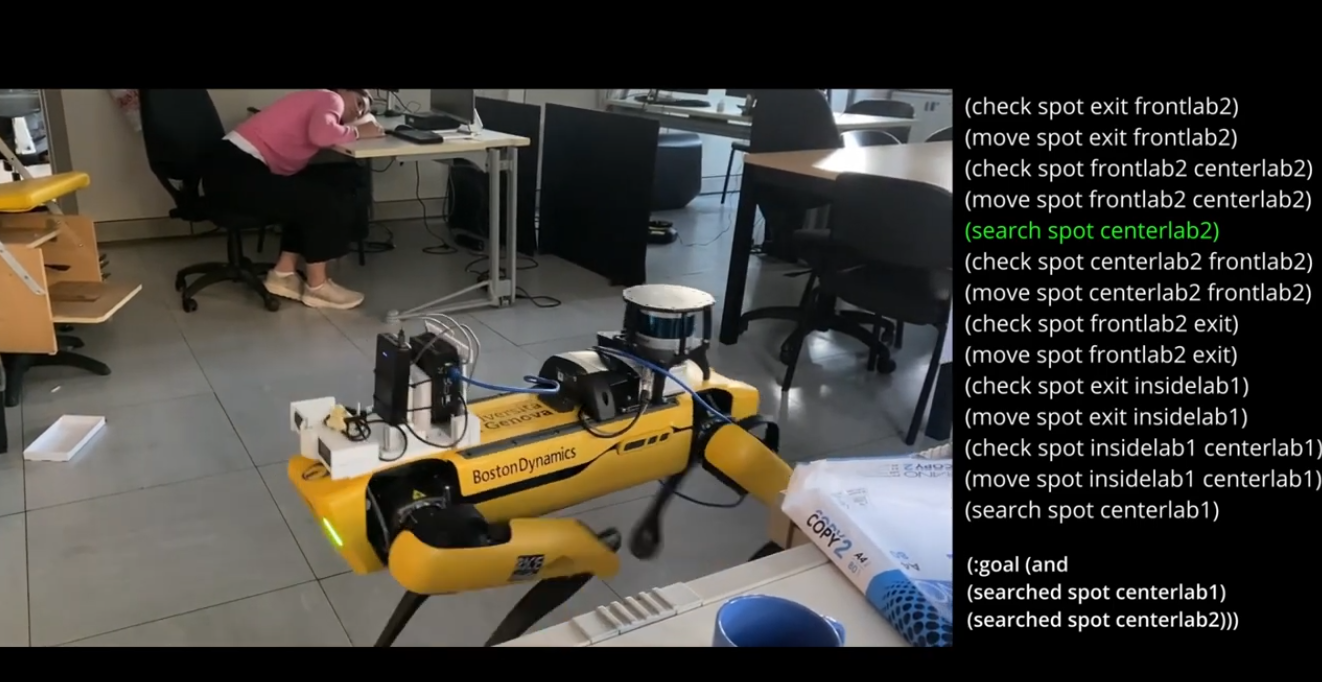 (check spot exit frontlab2)
(move spot exit frontlab2)
(check spot frontlab2 centerlab2)
(move spot frontlab2 centerlab2)
(search spot centerlab2)
(check spot centerlab2 frontlab2)
(move spot centerlab2 frontlab2)
(check spot frontlab2 exit)
(move spot frontlab2 exit)
(check spot exit insidelab1)
(move spot exit insidelab1)
(check spot insidelab1 centerlab1)
(move spot insidelab1 centerlab1)
(search spot centerlab1)
(:goal (and
(searched spot centerlab1)
(searched spot centerlab2)))
Genova
BostonDynamics
COPY 2
A4